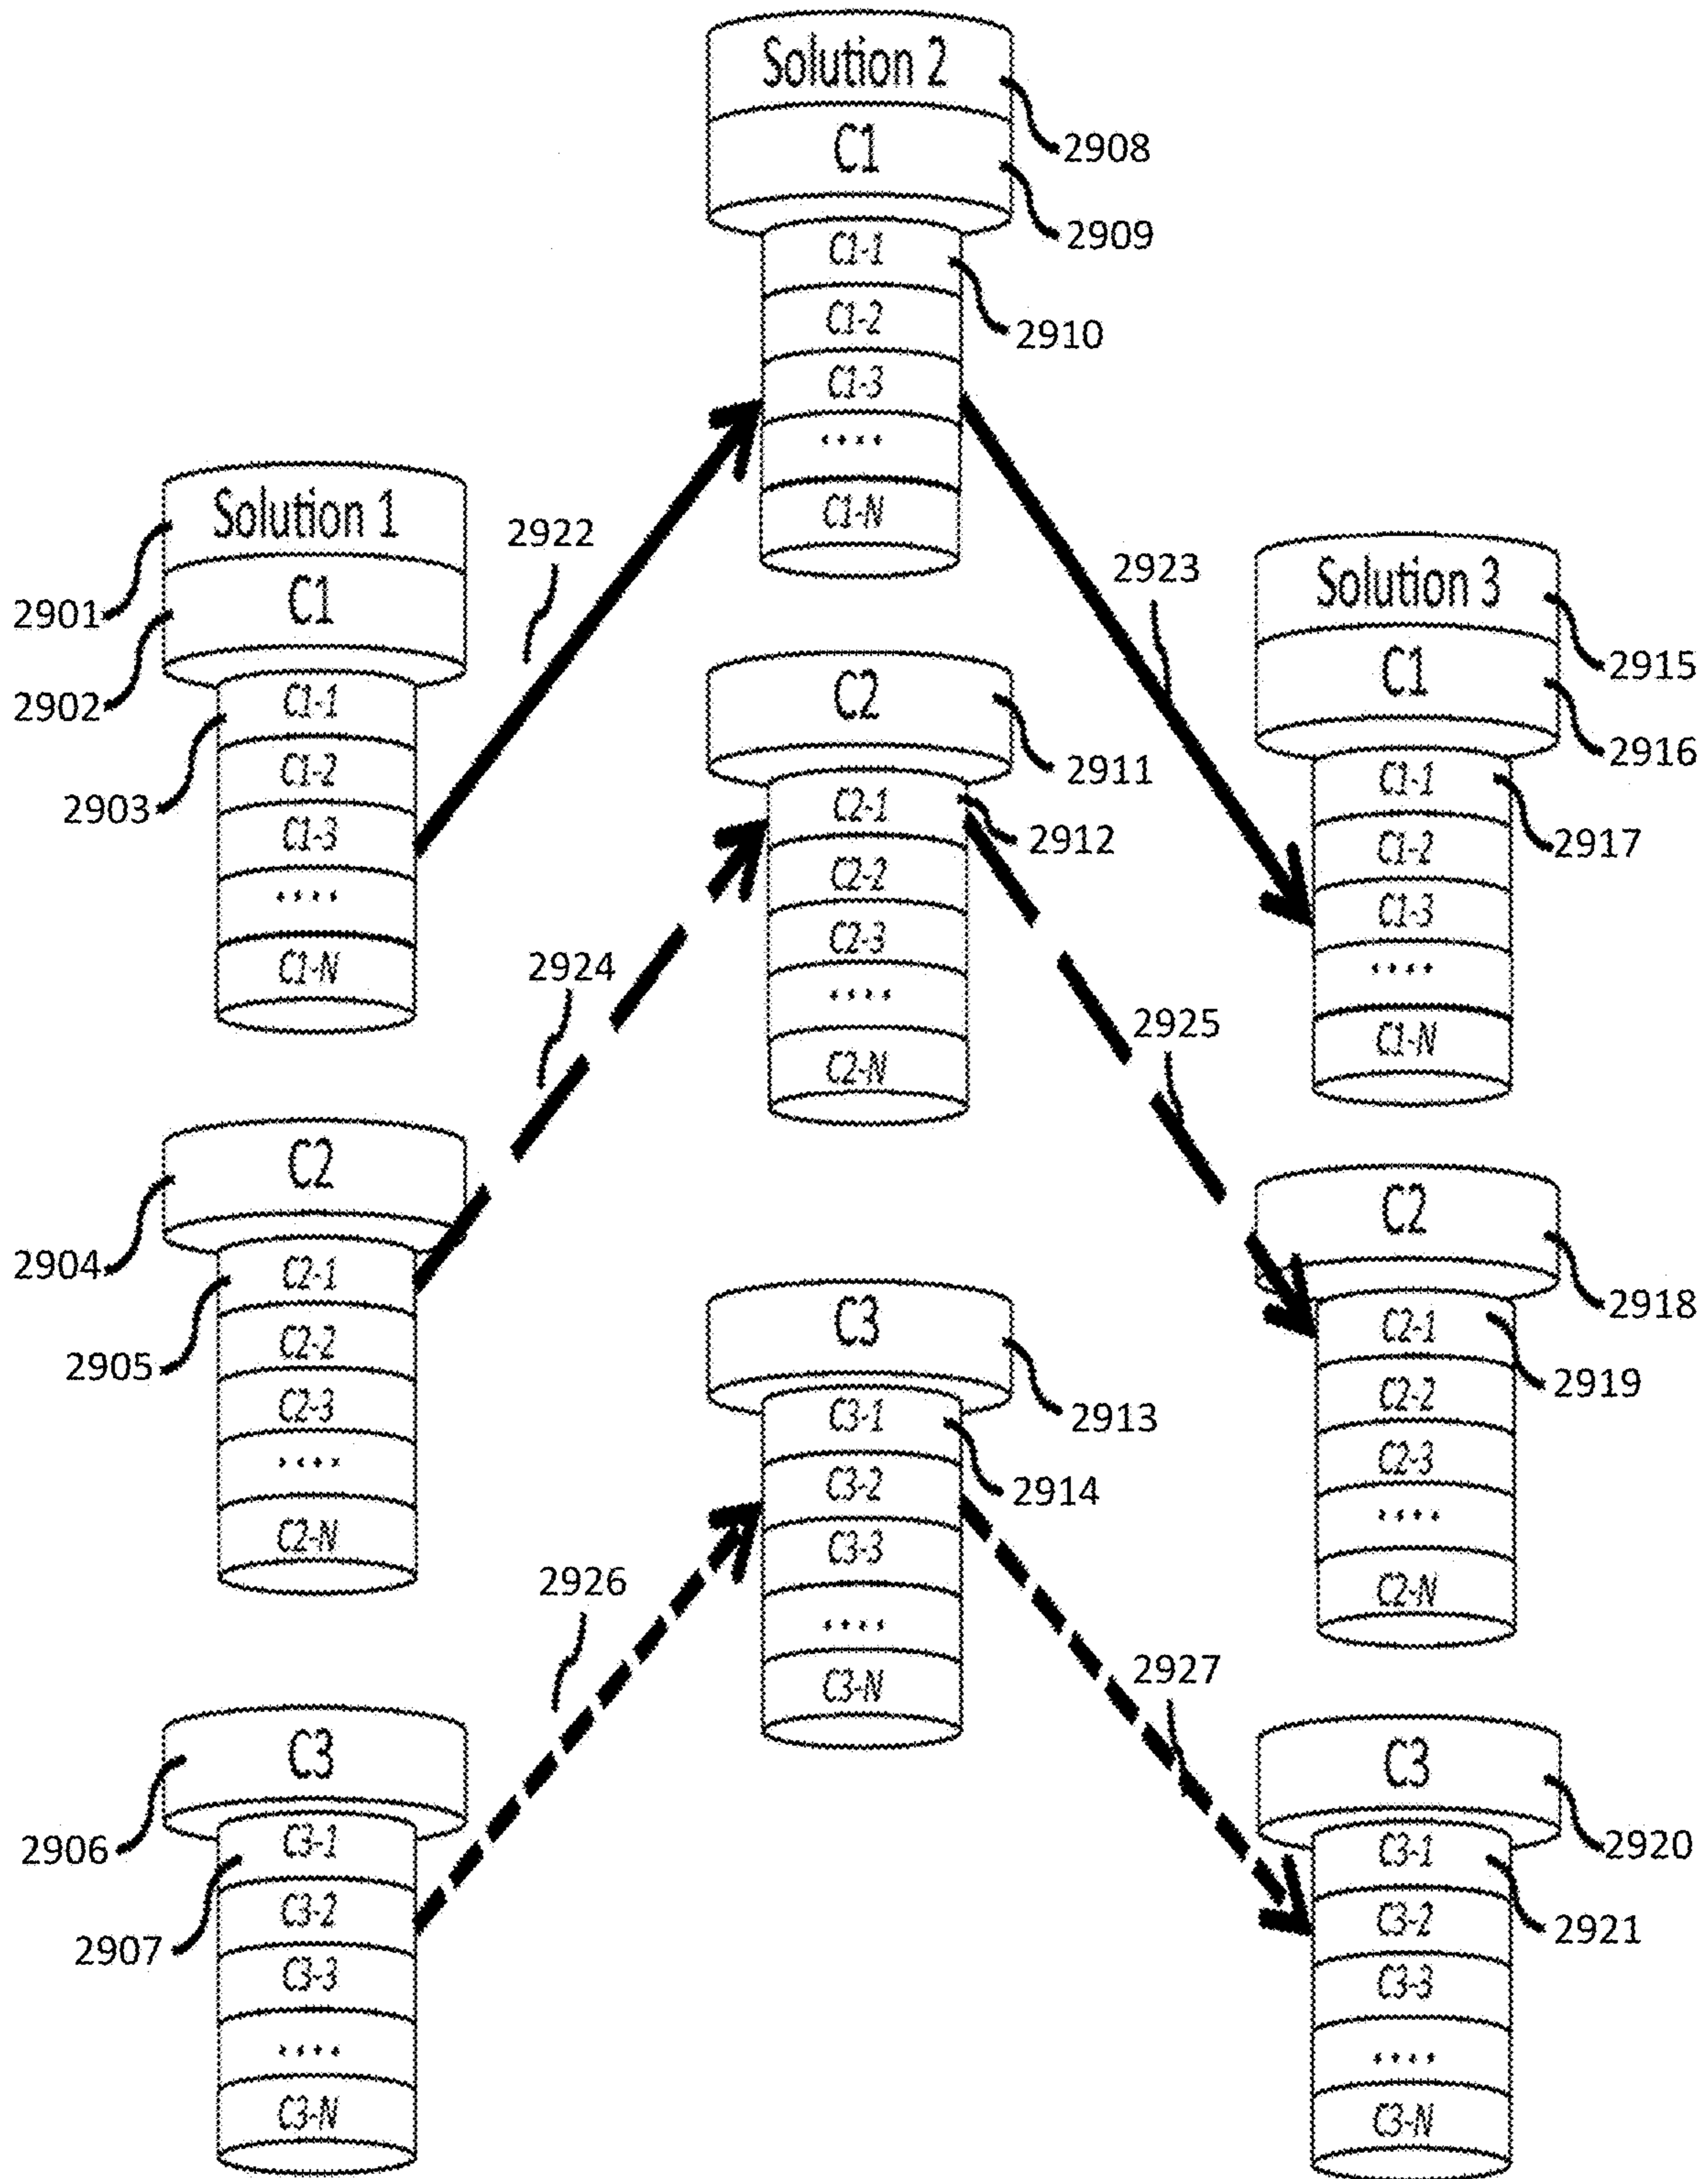 Solution 2
C1
2908
2909
C1-1
C1-2
C1-3
....
C1-N
2910
Solution 1
C1
2901
2902
C1-1
C1-2
C1-3
....
C1-N
2903
2922
2923
Solution 3
C1
2915
2916
C1-1
C1-2
C1-3
....
C1-N
2917
C2
2911
C2-1
C2-2
C2-3
....
C2-N
2912
2924
2925
C2
2904
C2-1
C2-2
C2-3
....
C2-N
2905
C2
2918
C2-1
C2-2
C2-3
....
C2-N
2919
C3
2913
C3-1
C3-2
C3-3
....
C3-N
2914
2926
2927
C3
2906
C3-1
C3-2
C3-3
....
C3-N
2907
C3
2920
C3-1
C3-2
C3-3
....
C3-N
2921